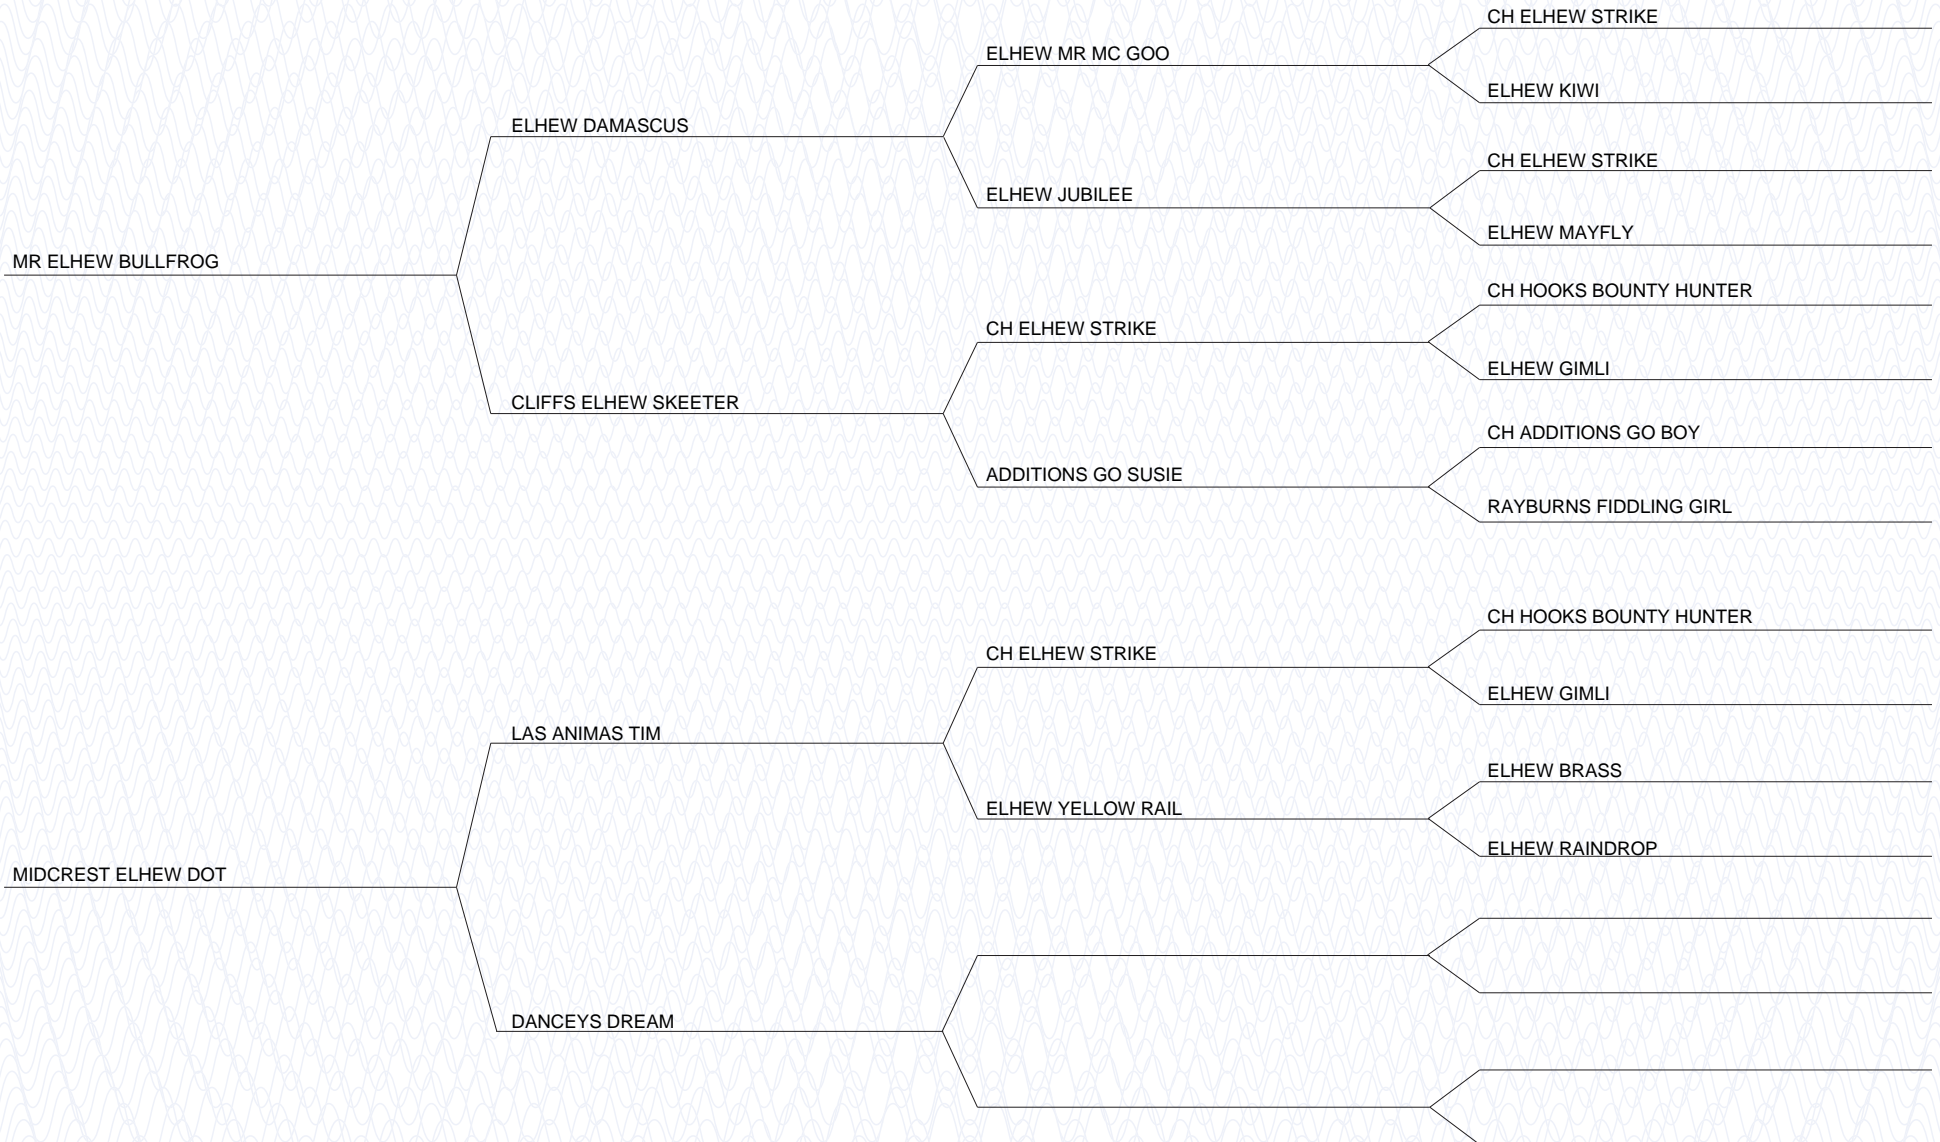 CH ELHEW STRIKE
ELHEW MR MC GOO
ELHEW KIWI
ELHEW DAMASCUS
CH ELHEW STRIKE
ELHEW JUBILEE
ELHEW MAYFLY
MR ELHEW BULLFROG
CH HOOKS BOUNTY HUNTER
CH ELHEW STRIKE
ELHEW GIMLI
CLIFFS ELHEW SKEETER
CH ADDITIONS GO BOY
ADDITIONS GO SUSIE
RAYBURNS FIDDLING GIRL
CH HOOKS BOUNTY HUNTER
CH ELHEW STRIKE
ELHEW GIMLI
LAS ANIMAS TIM
ELHEW BRASS
ELHEW YELLOW RAIL
ELHEW RAINDROP
MIDCREST ELHEW DOT
DANCEYS DREAM